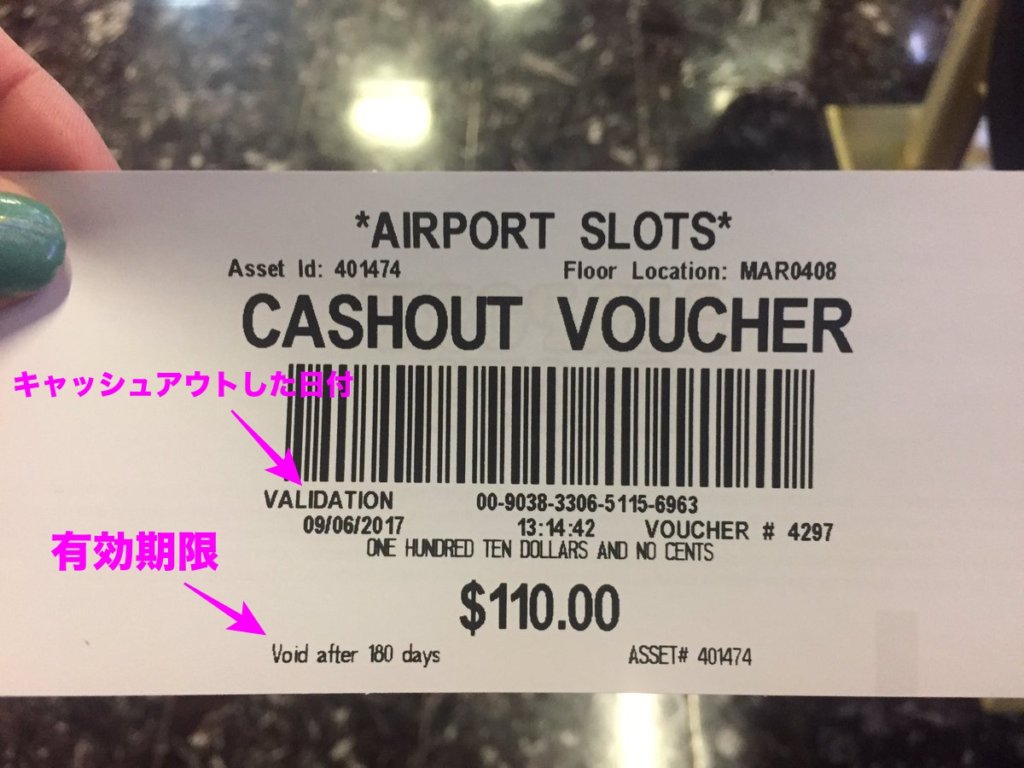 *AIRPORT SLOTS*
Asset Id: 401474 Floor Location: MAR0408
CASHOUT VOUCHER
キャッシュアウトした日付
VALIDATION 00-9038-3306-5115-6963
09/06/2017 13:14:42 VOUCHER # 4297
ONE HUNDRED TEN DOLLARS AND NO CENTS
有効期限
$110.00
Void after 180 days ASSET# 401474